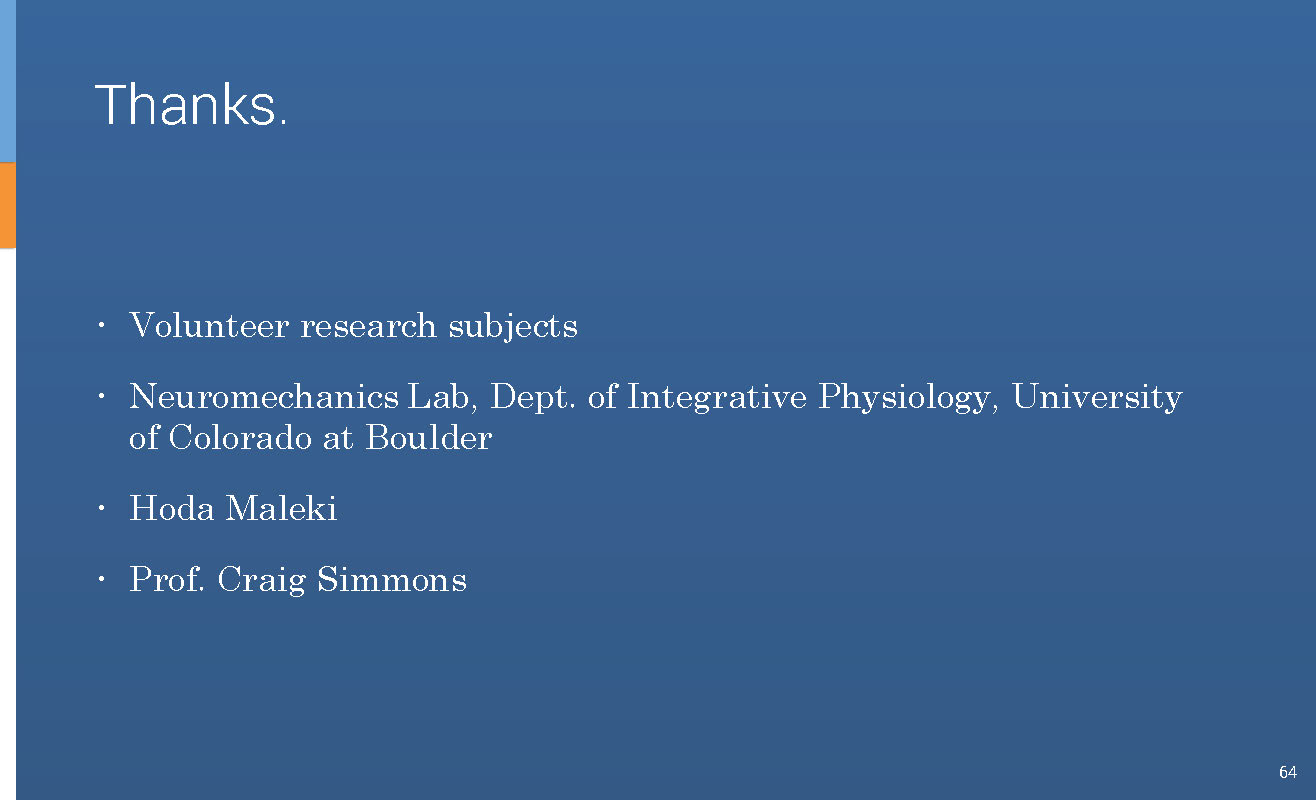 Thanks.
· Volunteer research subjects
· Neuromechanics Lab, Dept. of Integrative Physiology, University
of Colorado at Boulder
· Hoda Maleki
· Prof. Craig Simmons
64